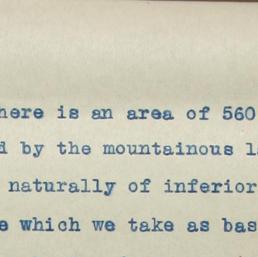 here is an area of 560
d by the mountainous l
naturally of inferior
e which we take as bas